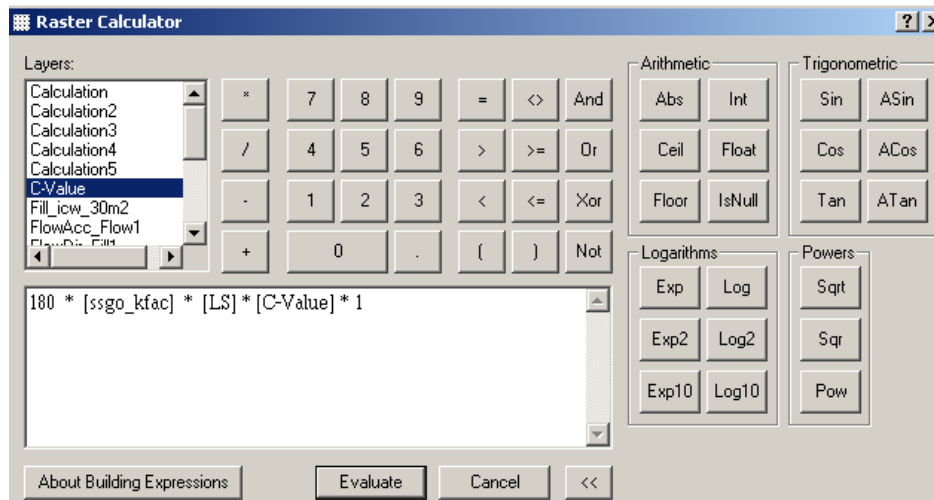 Raster Calculator
? X
Layers:
Calculation
Calculation2
Calculation3
Calculation4
Calculation5
C-Value
Fill_icw_30m2
FlowAcc_Flow1
* 7 8 9 = <> And
/ 4 5 6 > >= Or
- 1 2 3 < <= Xor
+ 0 . ( ) Not
Arithmetic
Abs Int
Ceil Float
Floor IsNull
Trigonometric
Sin ASin
Cos ACos
Tan ATan
180 * [ssgo_kfac] * [LS] * [C-Value] * 1
Logarithms
Exp Log
Exp2 Log2
Exp10 Log10
Powers
Sqrt
Sqr
Pow
About Building Expressions Evaluate Cancel <<